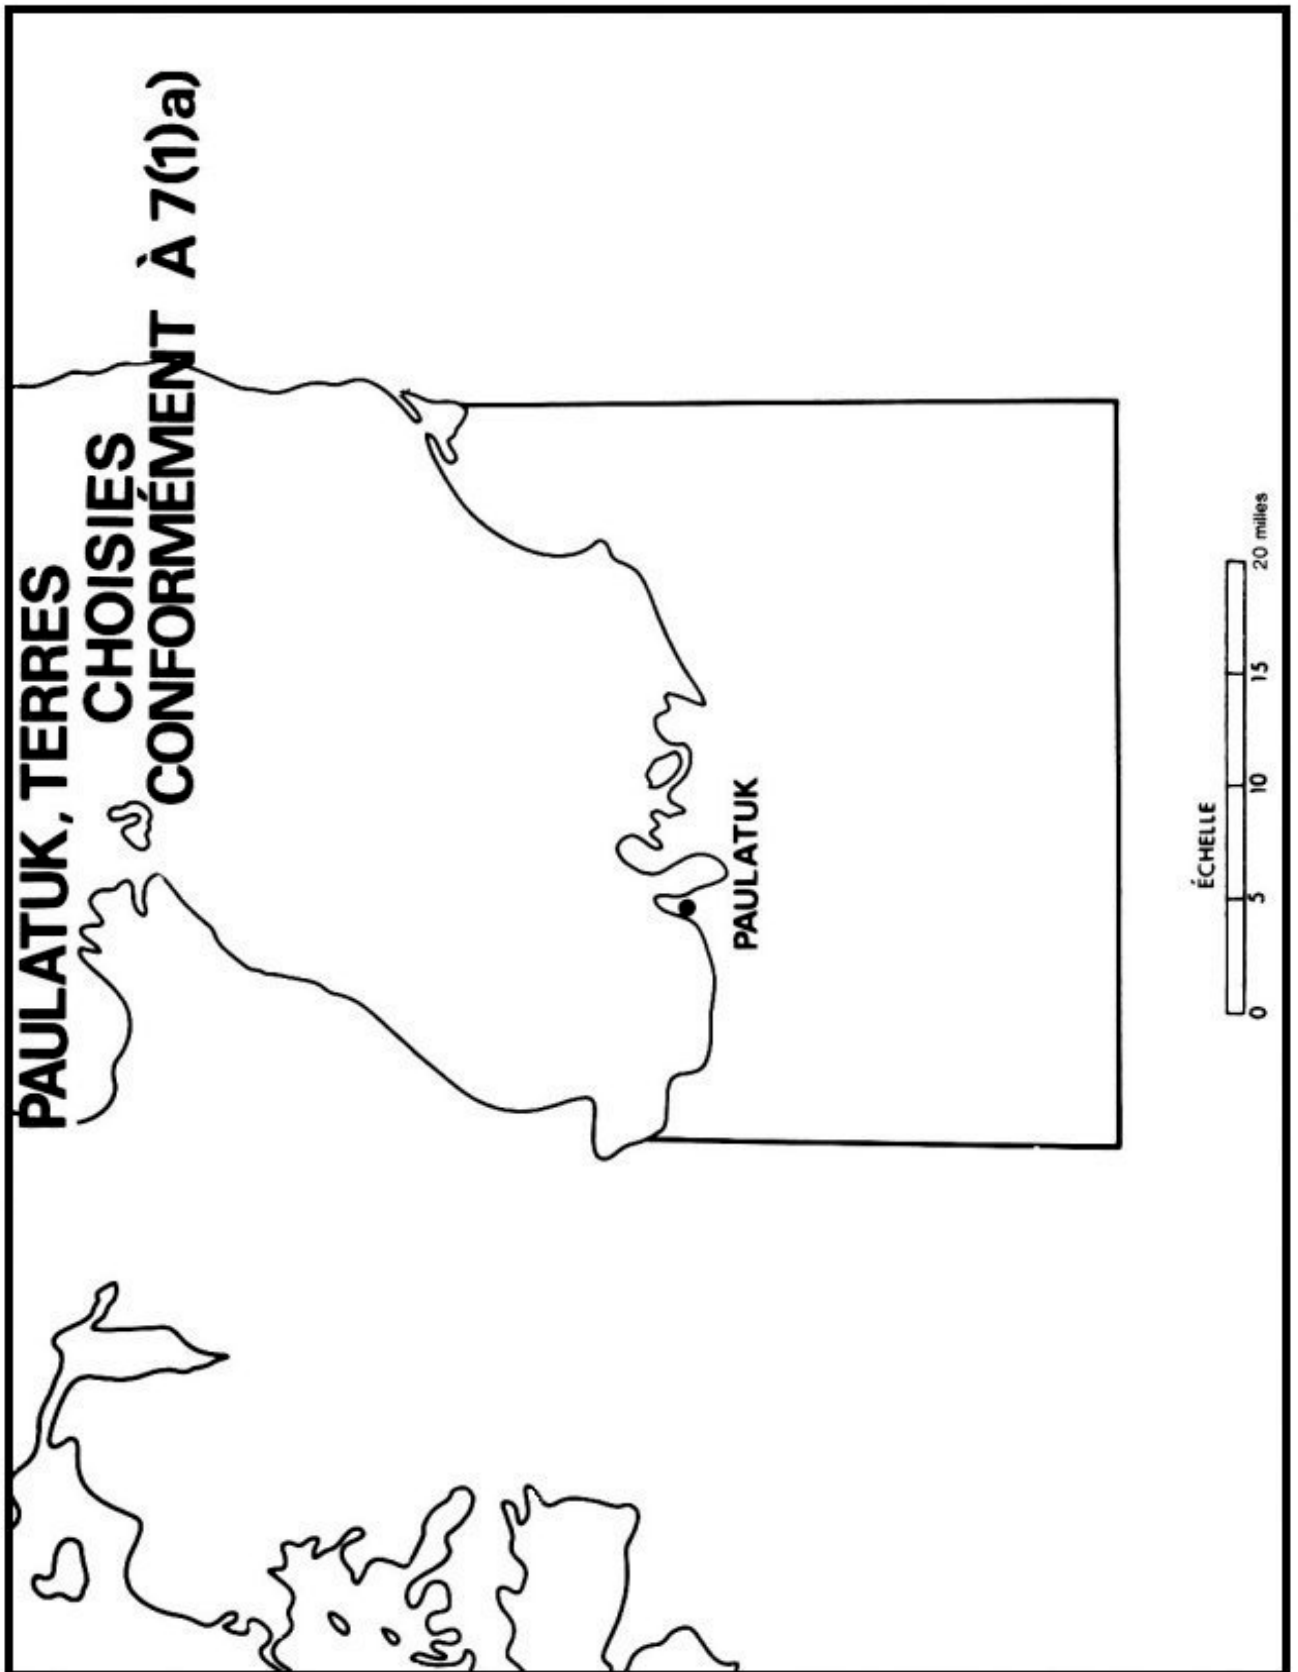 PAULATUK, TERRES
CHOISIES
CONFORMÉMENT À 7(1)a)
PAULATUK
ÉCHELLE
0 5 10 15 20 milles